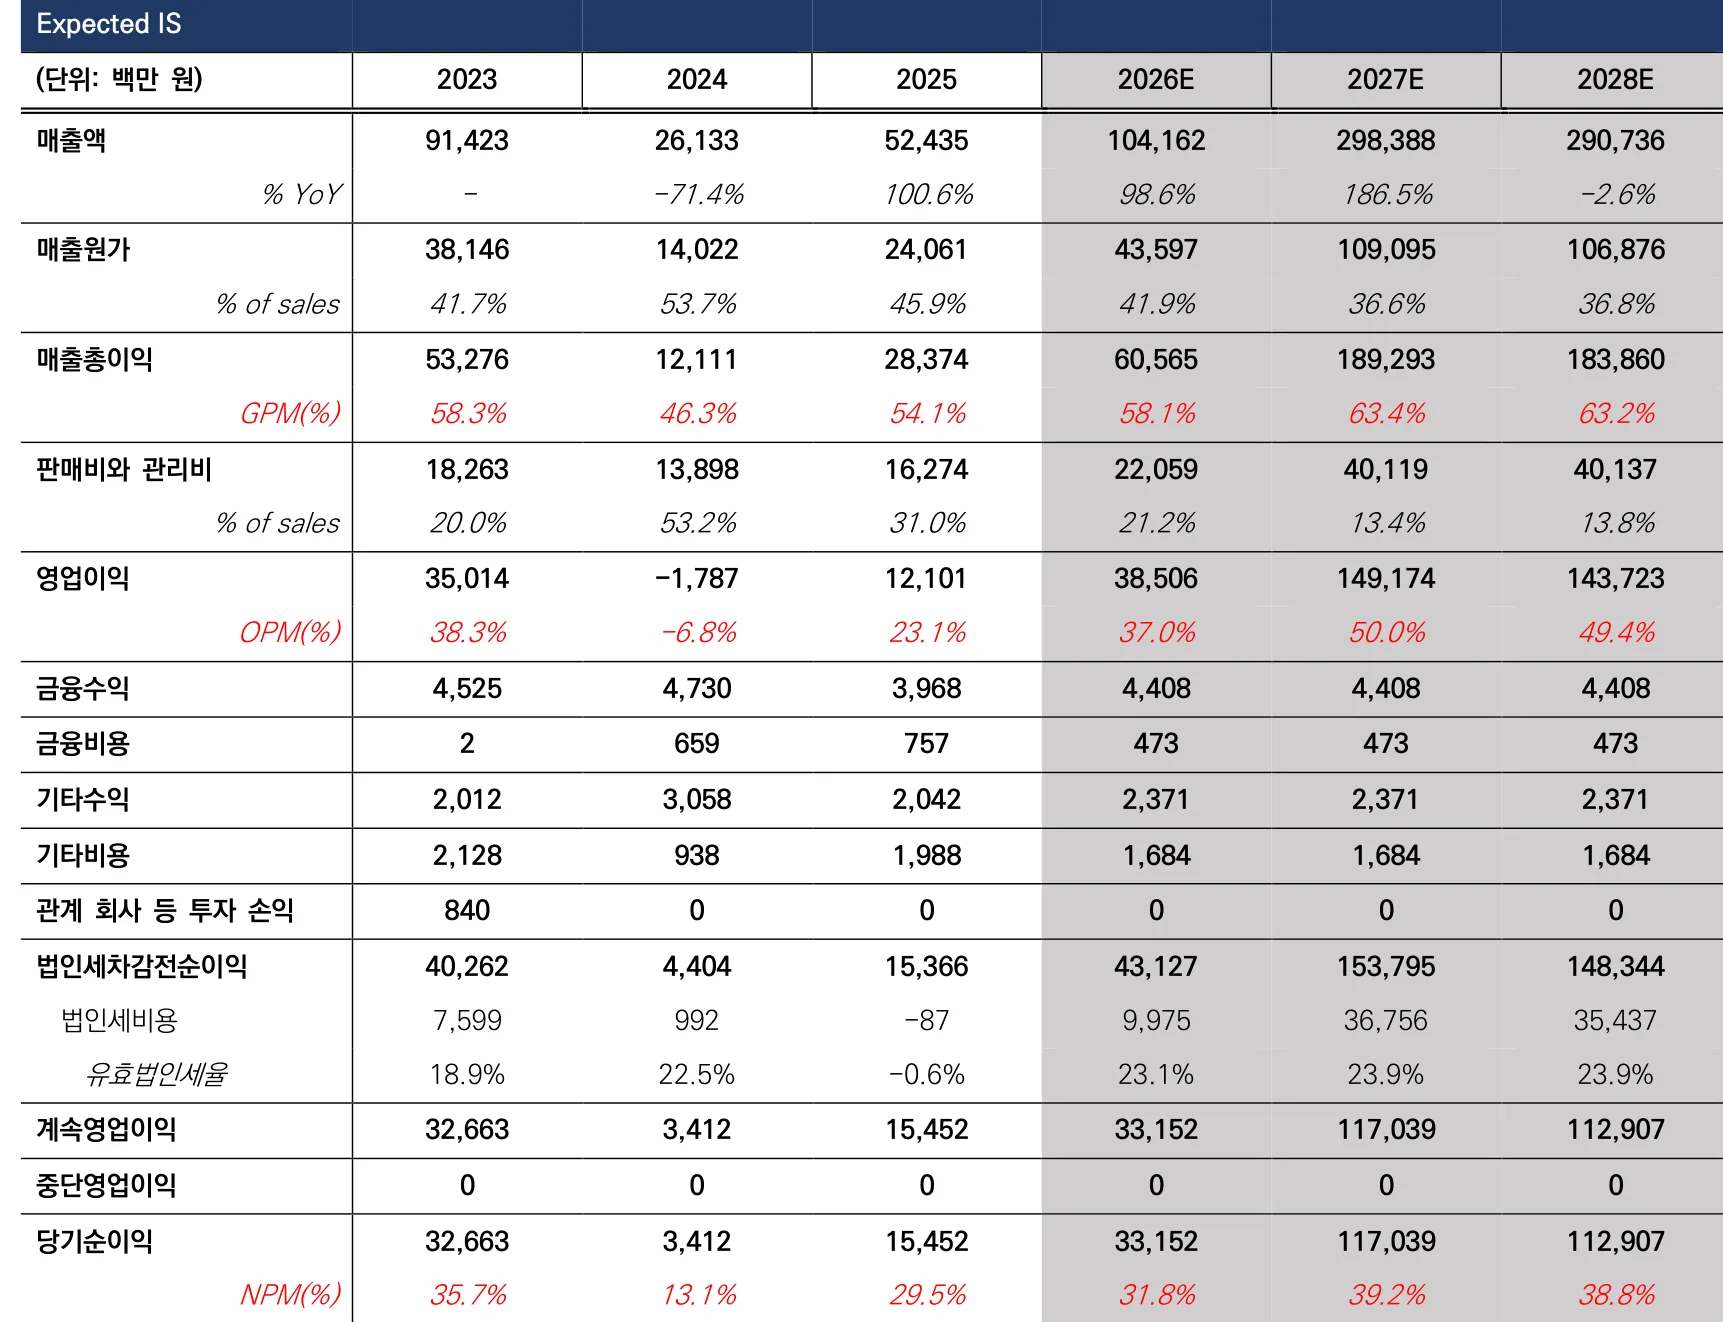 Expected IS
(단위: 백만 원) 2023 2024 2025 2026E 2027E 2028E
매출액 91,423 26,133 52,435 104,162 298,388 290,736
% YoY - -71.4% 100.6% 98.6% 186.5% -2.6%
매출원가 38,146 14,022 24,061 43,597 109,095 106,876
% of sales 41.7% 53.7% 45.9% 41.9% 36.6% 36.8%
매출총이익 53,276 12,111 28,374 60,565 189,293 183,860
GPM(%) 58.3% 46.3% 54.1% 58.1% 63.4% 63.2%
판매비와 관리비 18,263 13,898 16,274 22,059 40,119 40,137
% of sales 20.0% 53.2% 31.0% 21.2% 13.4% 13.8%
영업이익 35,014 -1,787 12,101 38,506 149,174 143,723
OPM(%) 38.3% -6.8% 23.1% 37.0% 50.0% 49.4%
금융수익 4,525 4,730 3,968 4,408 4,408 4,408
금융비용 2 659 757 473 473 473
기타수익 2,012 3,058 2,042 2,371 2,371 2,371
기타비용 2,128 938 1,988 1,684 1,684 1,684
관계 회사 등 투자 손익 840 0 0 0 0 0
법인세차감전순이익 40,262 4,404 15,366 43,127 153,795 148,344
법인세비용 7,599 992 -87 9,975 36,756 35,437
유효법인세율 18.9% 22.5% -0.6% 23.1% 23.9% 23.9%
계속영업이익 32,663 3,412 15,452 33,152 117,039 112,907
중단영업이익 0 0 0 0 0 0
당기순이익 32,663 3,412 15,452 33,152 117,039 112,907
NPM(%) 35.7% 13.1% 29.5% 31.8% 39.2% 38.8%